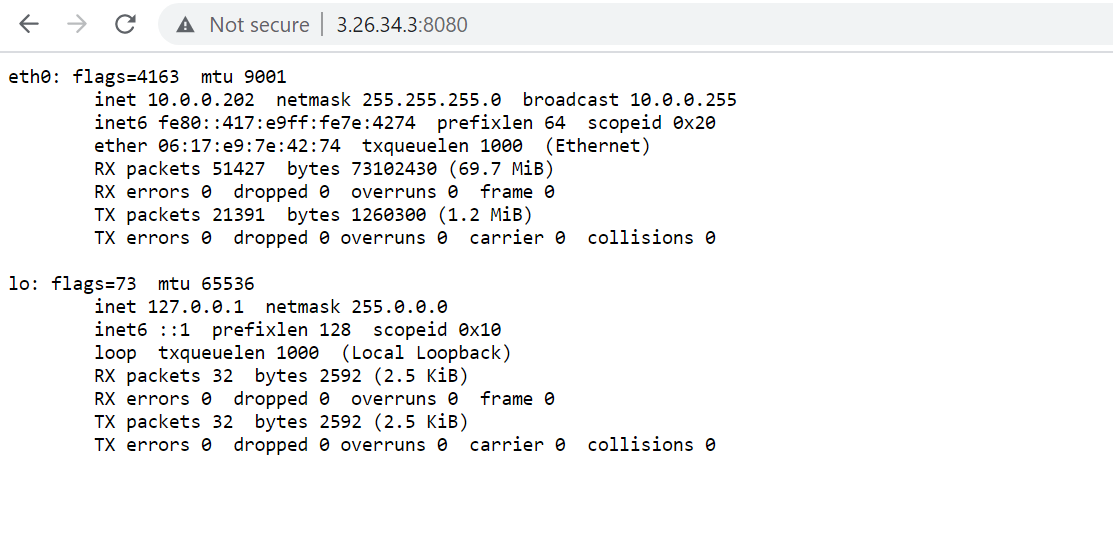 Not secure | 3.26.34.3:8080
eth0: flags=4163  mtu 9001
        inet 10.0.0.202  netmask 255.255.255.0  broadcast 10.0.0.255
        inet6 fe80::417:e9ff:fe7e:4274  prefixlen 64  scopeid 0x20
        ether 06:17:e9:7e:42:74  txqueuelen 1000  (Ethernet)
        RX packets 51427  bytes 73102430 (69.7 MiB)
        RX errors 0  dropped 0  overruns 0  frame 0
        TX packets 21391  bytes 1260300 (1.2 MiB)
        TX errors 0  dropped 0 overruns 0  carrier 0  collisions 0

lo: flags=73  mtu 65536
        inet 127.0.0.1  netmask 255.0.0.0
        inet6 ::1  prefixlen 128  scopeid 0x10
        loop  txqueuelen 1000  (Local Loopback)
        RX packets 32  bytes 2592 (2.5 KiB)
        RX errors 0  dropped 0  overruns 0  frame 0
        TX packets 32  bytes 2592 (2.5 KiB)
        TX errors 0  dropped 0 overruns 0  carrier 0  collisions 0